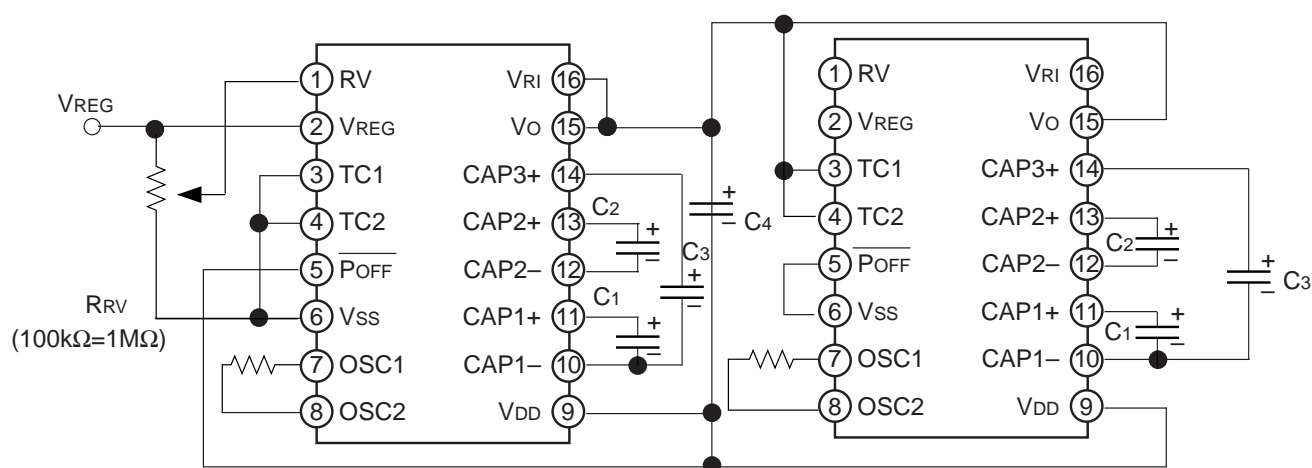 VREG
RRV
(100kΩ=1MΩ)
1 RV
2 VREG
3 TC1
4 TC2
5 POFF
6 VSS
7 OSC1
8 OSC2
VRI 16
VO 15
CAP3+ 14
CAP2+ 13
CAP2– 12
CAP1+ 11
CAP1– 10
VDD 9
C2
+
–
C1
+
–
C3
+
–
+
–
C4
1 RV
2 VREG
3 TC1
4 TC2
5 POFF
6 VSS
7 OSC1
8 OSC2
VRI 16
VO 15
CAP3+ 14
CAP2+ 13
CAP2– 12
CAP1+ 11
CAP1– 10
VDD 9
C2
+
–
C1
+
–
+
–
C3